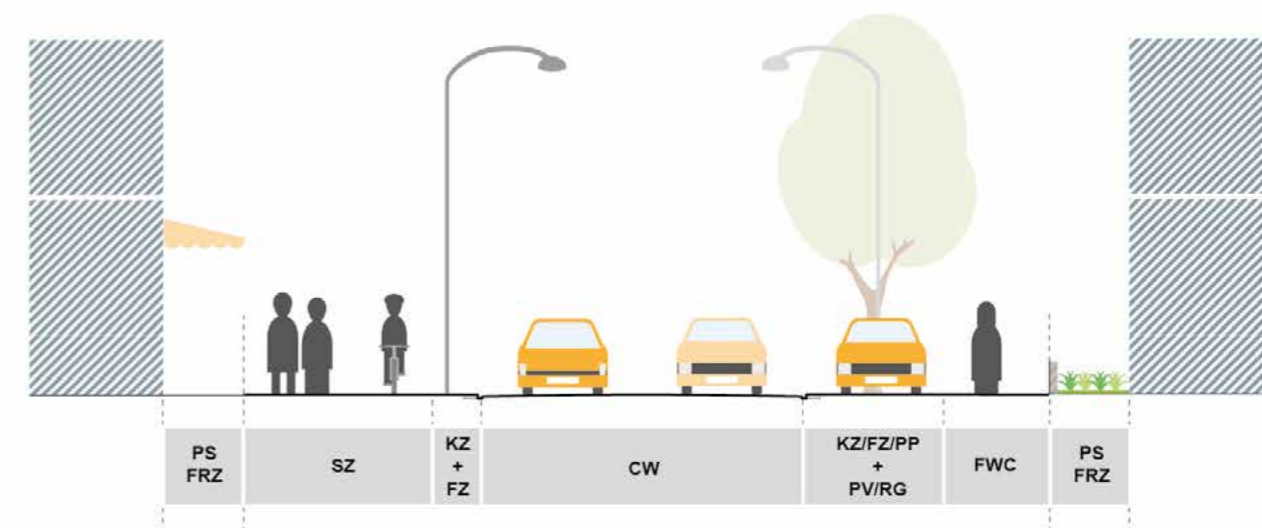 PS
FRZ
SZ
KZ
+
FZ
CW
KZ/FZ/PP
+
PV/RG
FWC
PS
FRZ